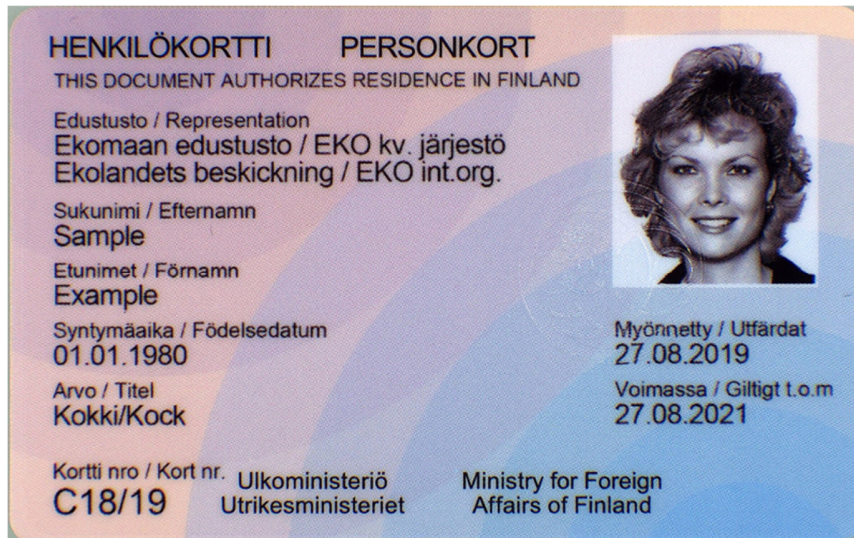 HENKILÖKORTTI PERSONKORT
THIS DOCUMENT AUTHORIZES RESIDENCE IN FINLAND
Edustusto / Representation
Ekomaan edustusto / EKO kv. järjestö
Ekolandets beskickning / EKO int.org.
Sukunimi / Efternamn
Sample
Etunimet / Förnamn
Example
Syntymäaika / Födelsedatum
01.01.1980
Arvo / Titel
Kokki/Kock
Myönnetty / Utfärdat
27.08.2019
Voimassa / Giltigt t.o.m
27.08.2021
Kortti nro / Kort nr.
C18/19
Ulkoministeriö
Utrikesministeriet
Ministry for Foreign
Affairs of Finland